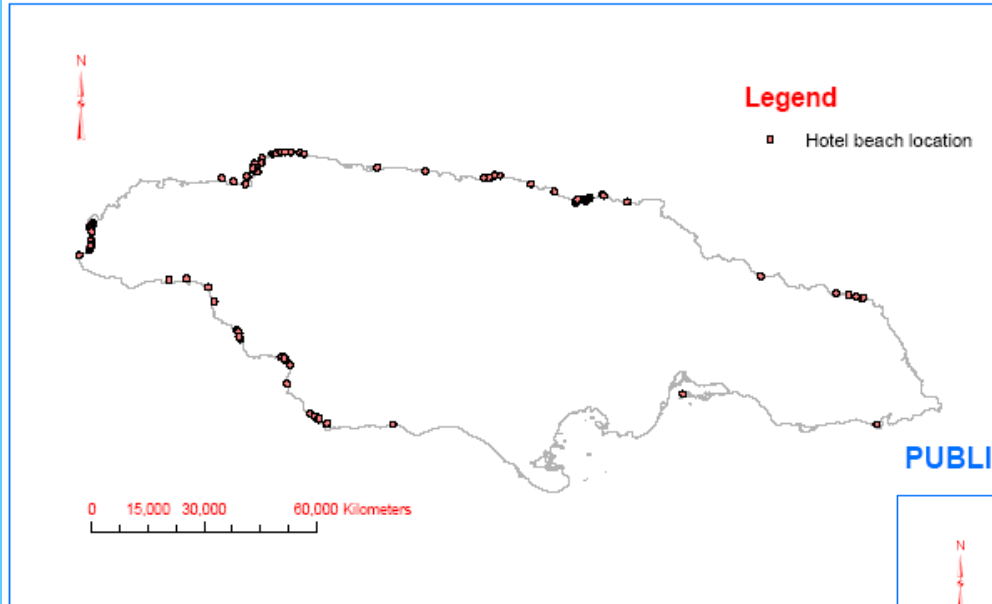 N
Legend
Hotel beach location
0 15,000 30,000 60,000 Kilometers
PUBLI
N